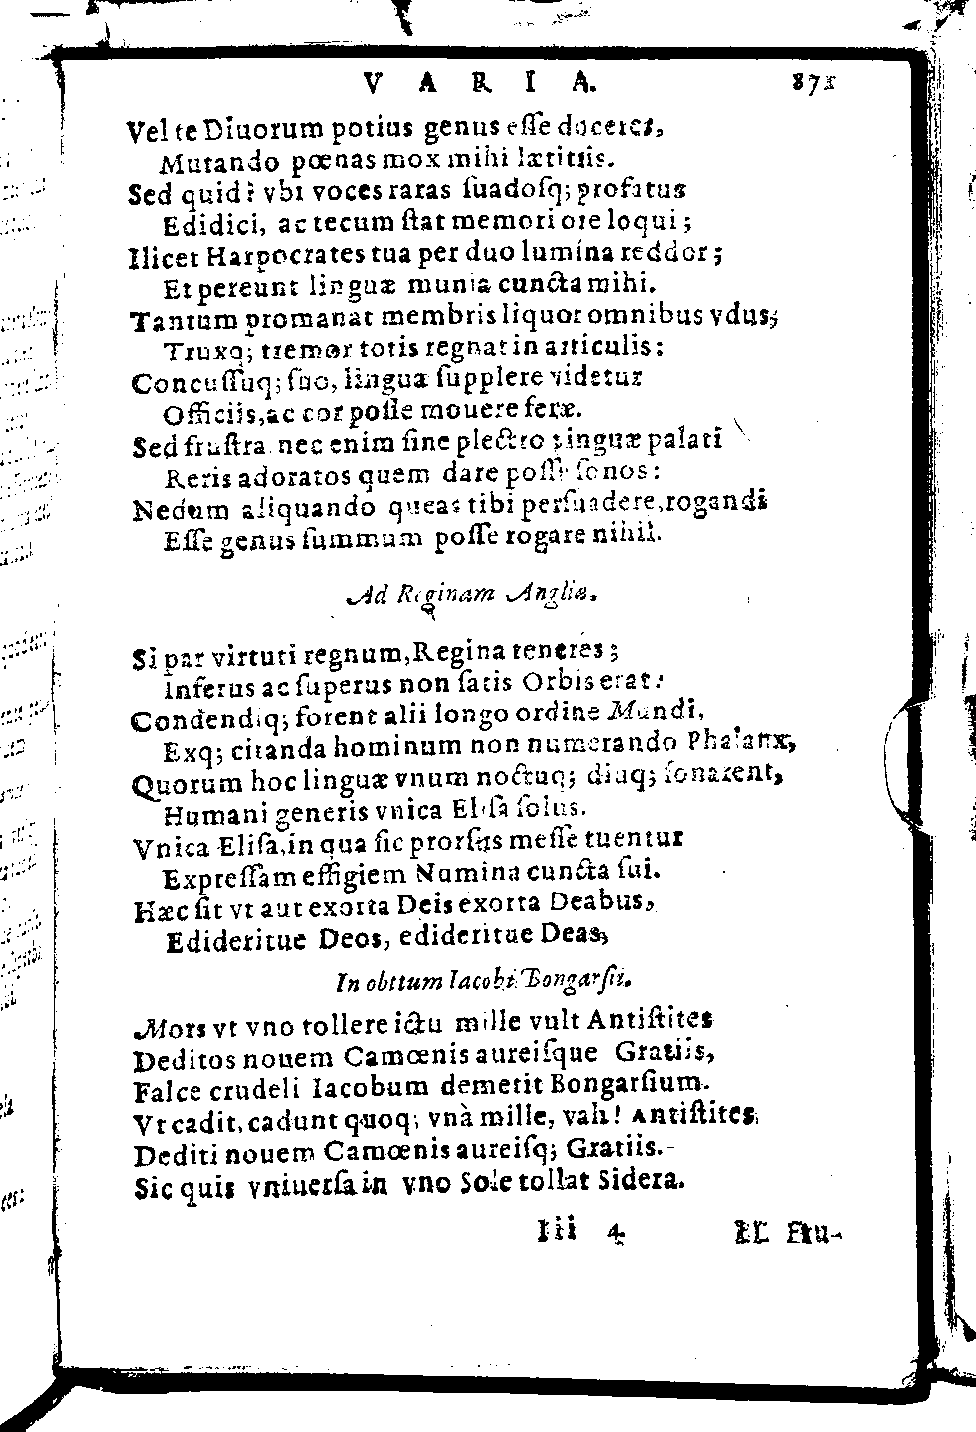 VARIA. 871
Vel te Diuorum potius genus eſſe doceret,
Mutando pœnas mox mihi lætitiis.
Sed quid? vbi voces raras ſuadoſq; profatus
Edidici, ac tecum ſtat memori ore loqui;
Ilicet Harpocrates tua per duo lumina reddor;
Et pereunt linguæ munia cuncta mihi.
Tantum promanat membris liquor omnibus vdus;
Truxq; tremor totis regnat in articulis:
Concuſſuq; ſuo, linguæ ſupplere videtur
Officiis, ac cor poſſe mouere feræ.
Sed fruſtra nec enim ſine plectro linguæ palati
Reris adoratos quem dare poſſe ſonos:
Nedum aliquando queas tibi perſuadere, rogandi
Eſſe genus ſummum poſſe rogare nihil.
Ad Reginam Angliæ.
Si par virtuti regnum, Regina teneres;
Inferus ac ſuperus non ſatis Orbis erat:
Condendiq; forent alii longo ordine Mundi,
Exq; citanda hominum non numerando Phalanx,
Quorum hoc linguæ vnum noctuq; diuq; ſonarent,
Humani generis vnica Eliſa ſolus.
Vnica Eliſa, in qua ſic prorſus meſſe tuentur
Expreſſam effigiem Numina cuncta ſui.
Hæc ſit vt aut exorta Deis exorta Deabus,
Edideritue Deos, edideritue Deas,
In obitum Iacobi Bongarſii.
Mors vt vno tollere ictu mille vult Antiſtites
Deditos nouem Camœnis aureiſque Gratiis,
Falce crudeli Iacobum demetit Bongarſium.
Vt cadit, cadunt quoq; vnà mille, vah! Antiſtites,
Dediti nouem Camœnis aureiſq; Gratiis.
Sic quis vniuerſa in vno Sole tollat Sidera.
Iii 4 Etu-